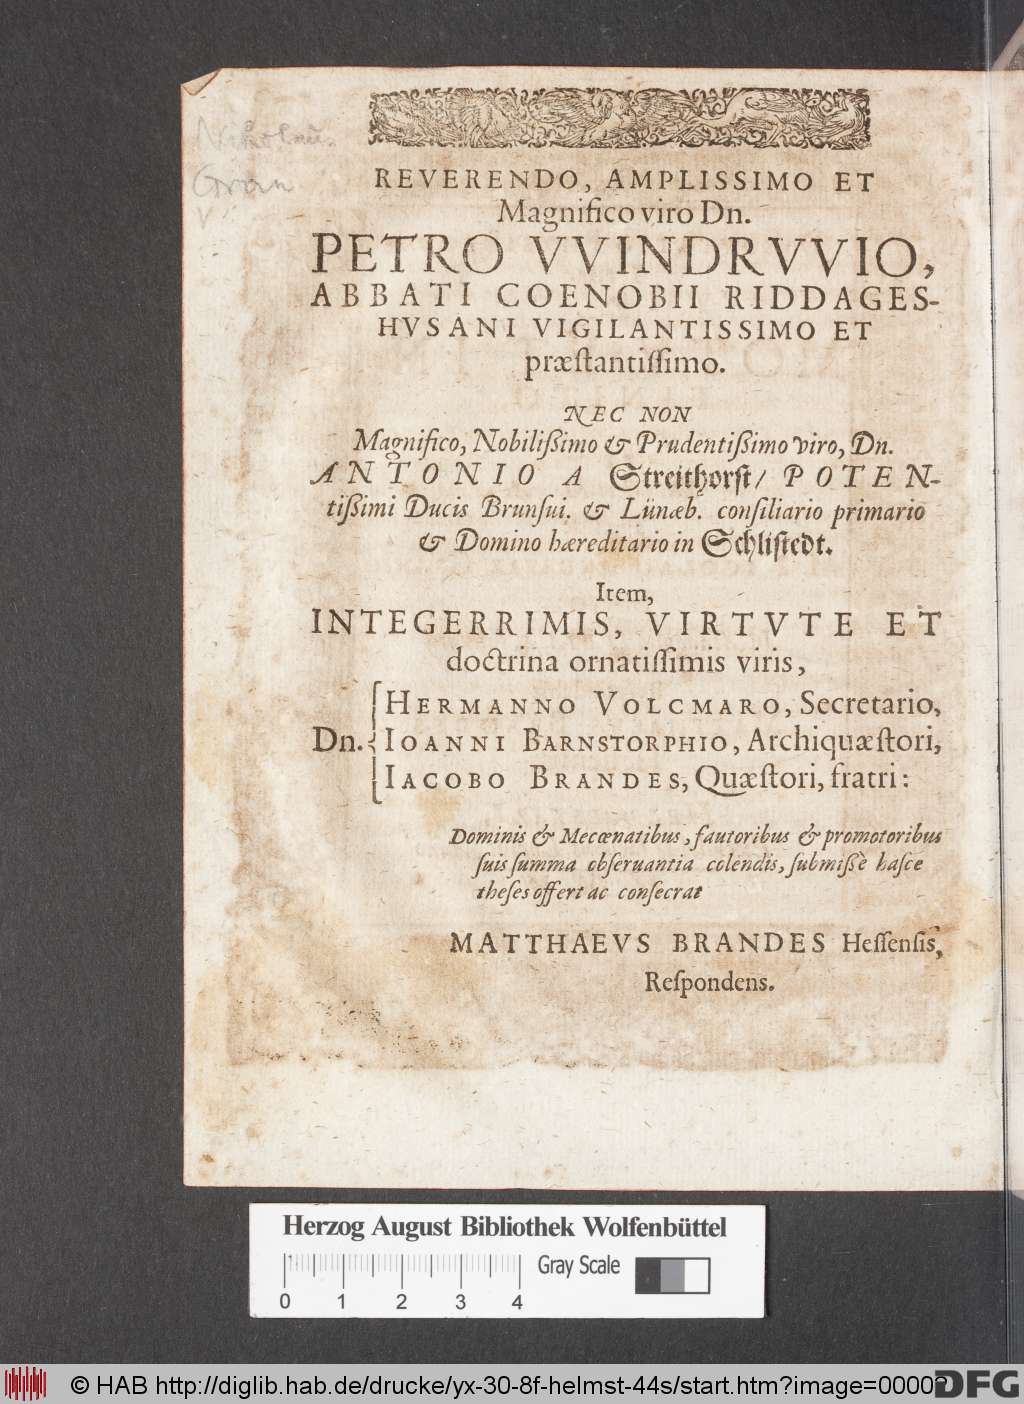 REVERENDO, AMPLISSIMO ET
Magnifico viro Dn.
PETRO VVINDRVVIO,
ABBATI COENOBII RIDDAGES-
HVSANI VIGILANTISSIMO ET
præſtantiſſimo.
NEC NON
Magnifico, Nobilißimo & Prudentißimo viro, Dn.
ANTONIO A Streithorſt/ POTEN-
tißimi Ducis Brunſui. & Lünæb. conſiliario primario
& Domino hæreditario in Schliſtedt.
Item,
INTEGERRIMIS, VIRTVTE ET
doctrina ornatiſſimis viris,
HERMANNO VOLCMARO, Secretario,
Dn. IOANNI BARNSTORPHIO, Archiquæſtori,
IACOBO BRANDES, Quæſtori, fratri:
Dominis & Mecœnatibus, fautoribus & promotoribus
ſuis ſumma obſeruantia colendis, ſubmißè haſce
theſes offert ac conſecrat
MATTHAEVS BRANDES Heſſenſis,
Reſpondens.
Herzog August Bibliothek Wolfenbüttel
Gray Scale
0 1 2 3 4
© HAB http://diglib.hab.de/drucke/yx-30-8f-helmst-44s/start.htm?image=00002
DFG